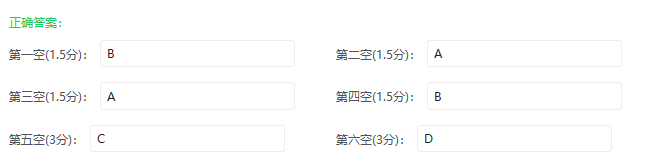 正确答案：
第一空(1.5分)： B 第二空(1.5分)： A
第三空(1.5分)： A 第四空(1.5分)： B
第五空(3分)： C 第六空(3分)： D